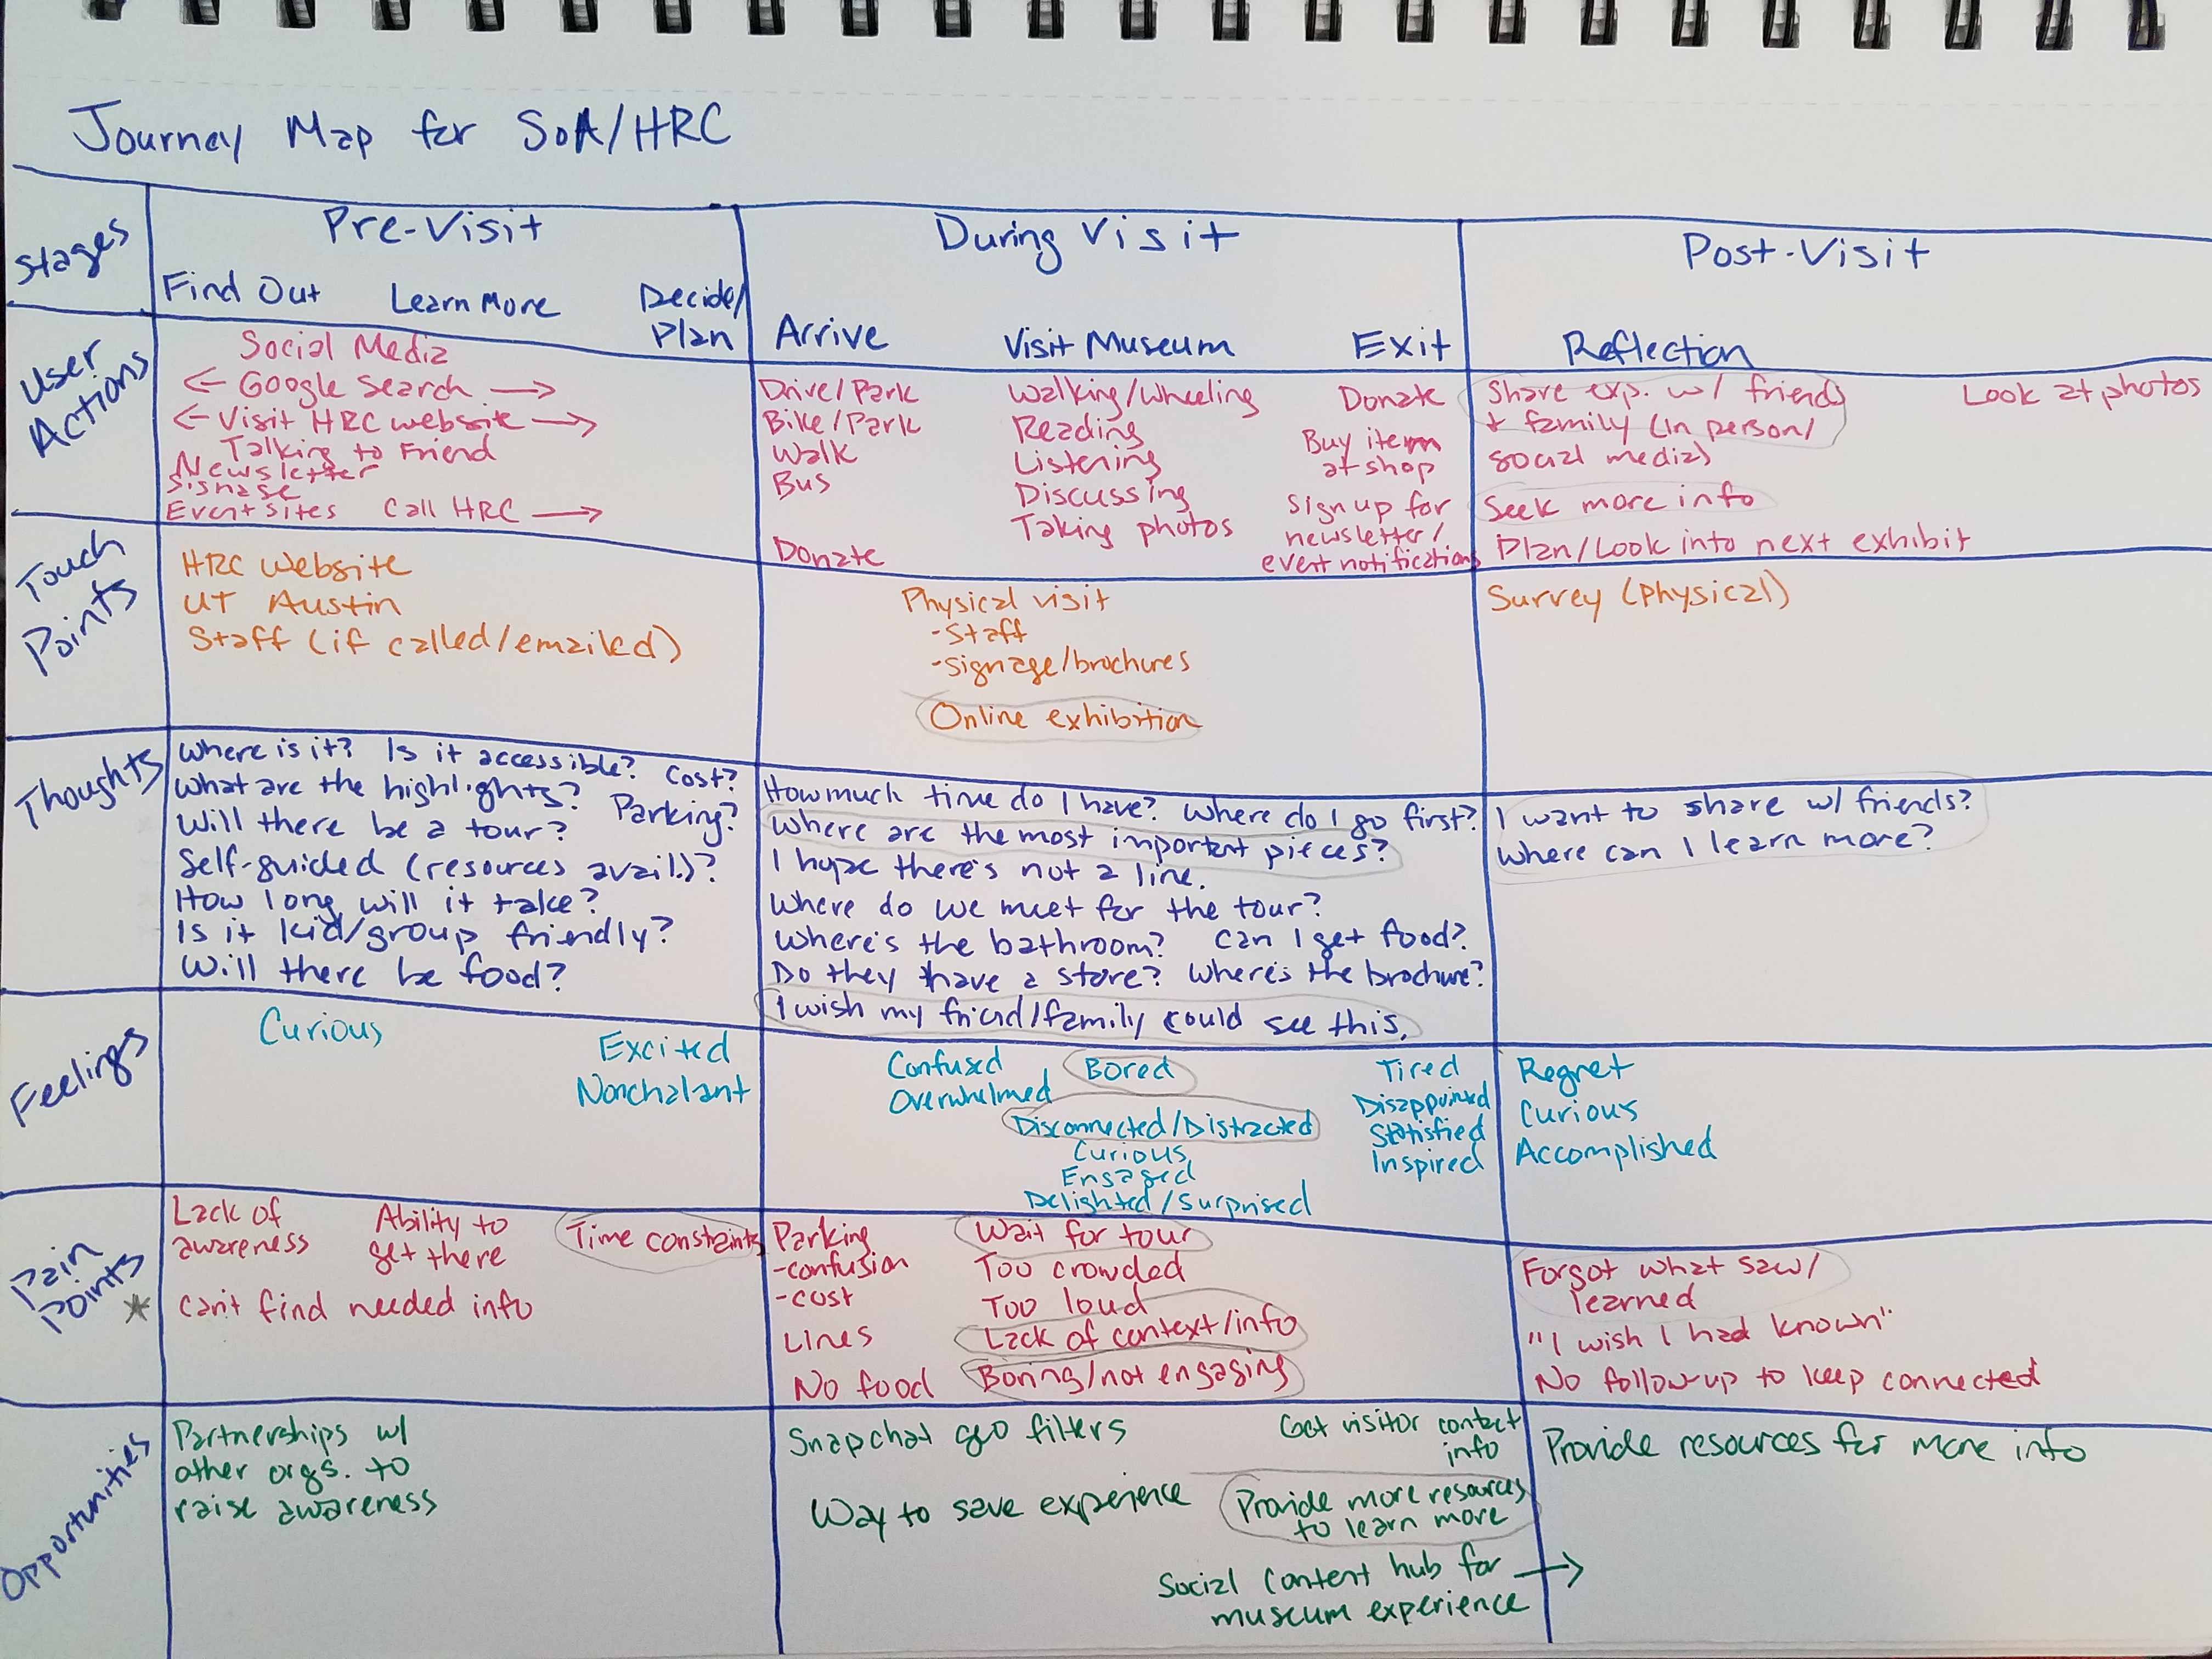 Journey Map for SOA/HRC
Stages
Pre-Visit
Find Out
Learn More
Decide/
Plan
During Visit
Arrive
Visit Museum
Exit
Post-Visit
Reflection
User
Actions
Social Media
<- Google Search ->
<- Visit HRC website ->
Talking to Friend
Newsletter
Signage
Event sites
Call HRC ->
Drive/Park
Bike/Park
Walk
Bus
Donate
Walking/Wheeling
Reading
Listening
Discussing
Taking photos
Donate
Buy item
at shop
Sign up for
newsletter/
event notifications
Share exp. w/ friends
+ family (in person/
social media)
Seek more info
Plan/Look into next exhibit
Look at photos
Touch
Points
HRC website
UT Austin
Staff (if called/emailed)
Physical visit
-Staff
-Signage/brochures
Online exhibition
Survey (physical)
Thoughts
Where is it? Is it accessible? Cost?
What are the highlights? Parking?
Will there be a tour?
Self-guided (resources avail.)?
How long will it take?
Is it kid/group friendly?
Will there be food?
How much time do I have? Where do I go first?
Where are the most important pieces?
I hope there's not a line.
Where do we meet for the tour?
Where's the bathroom? Can I get food?
Do they have a store? Where's the brochure?
I wish my friend/family could see this.
I want to share w/ friends?
Where can I learn more?
Feelings
Curious
Excited
Nonchalant
Confused
Overwhelmed
Bored
Disconnected/Distracted
Curious
Engaged
Delighted/Surprised
Tired
Disappointed
Satisfied
Inspired
Regret
Curious
Accomplished
Pain
Points *
Lack of
awareness
Ability to
get there
can't find needed info
Time constraints
Parking
-confusion
-cost
Lines
No food
Wait for tour
Too crowded
Too loud
Lack of context/info
Boring/not engaging
Forgot what saw/
learned
"I wish I had known"
No followup to keep connected
Opportunities
Partnerships w/
other orgs. to
raise awareness
Snapchat geo filters
Way to save experience
Get visitor contact
info
Provide more resources
to learn more
Social content hub for ->
museum experience
Provide resources for more info